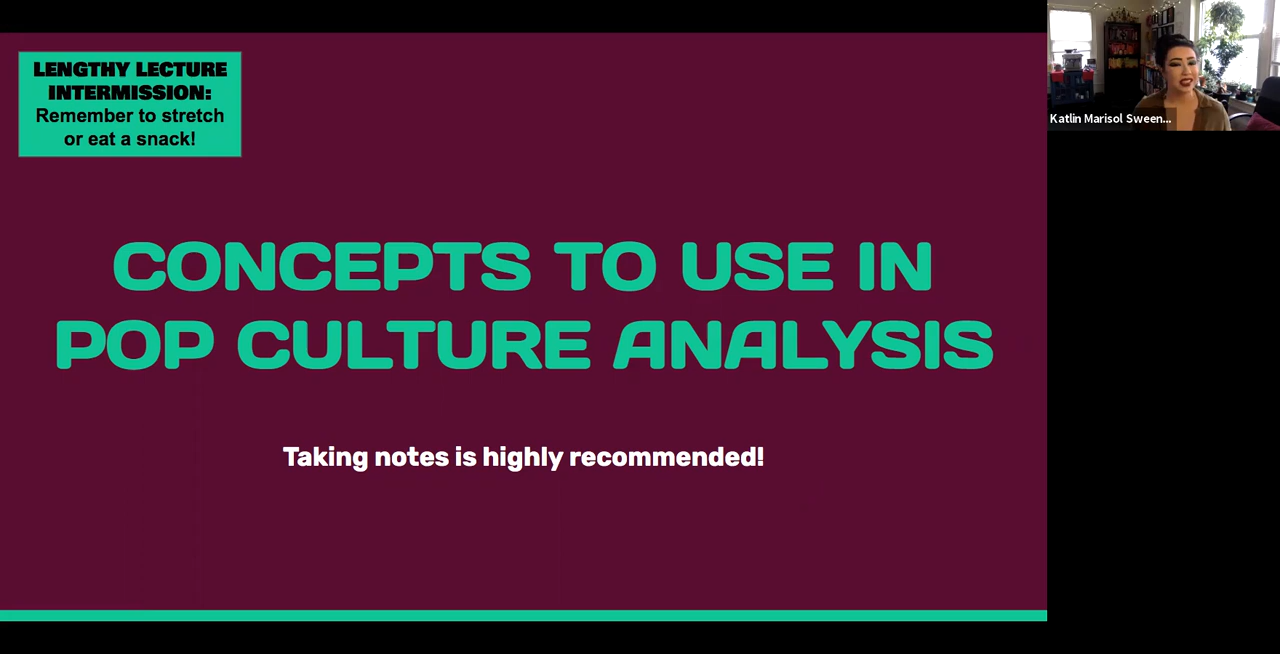 LENGTHY LECTURE
INTERMISSION:
Remember to stretch
or eat a snack!
CONCEPTS TO USE IN
POP CULTURE ANALYSIS
Taking notes is highly recommended!
Katlin Marisol Sween...